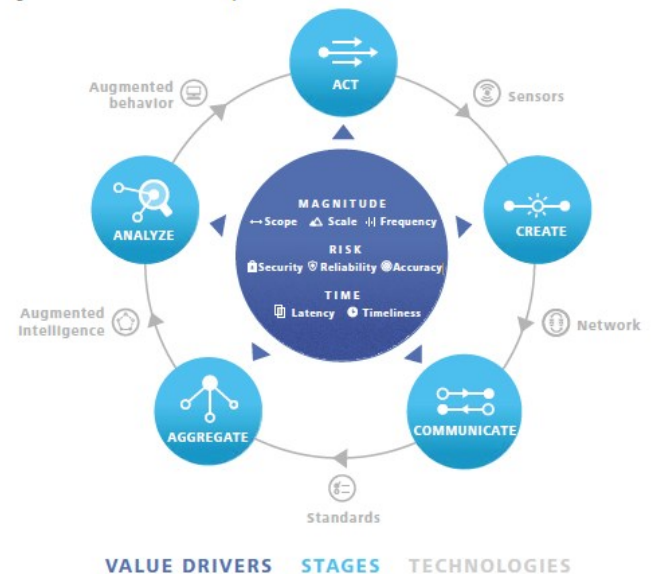 ACT
Augmented
behavior
Sensors
ANALYZE
MAGNITUDE
Scope Scale Frequency
RISK
Security Reliability Accuracy
TIME
Latency Timeliness
CREATE
Augmented
Intelligence
Network
AGGREGATE
COMMUNICATE
Standards
VALUE DRIVERS STAGES TECHNOLOGIES